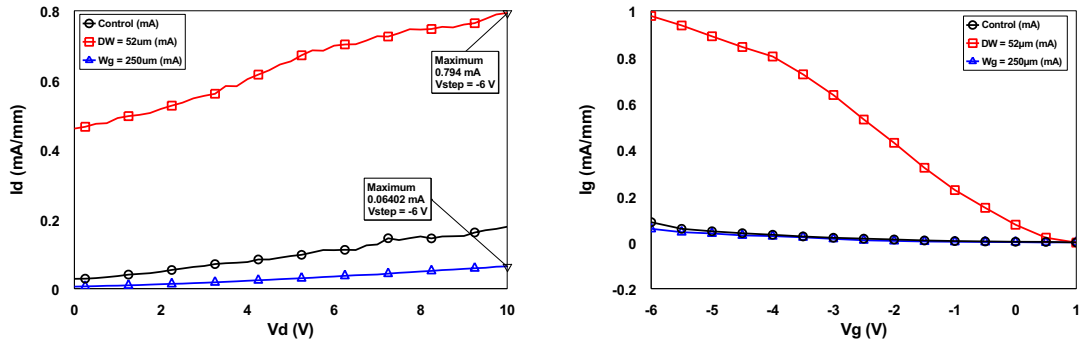 Control (mA)
DW = 52um (mA)
Wg = 250um (mA)
Maximum
0.794 mA
Vstep = -6 V
Maximum
0.06402 mA
Vstep = -6 V
0.8
0.6
0.4
0.2
0
0 2 4 6 8 10
Id (mA/mm)
Vd (V)
Control (mA)
DW = 52μm (mA)
Wg = 250μm (mA)
1
0.8
0.6
0.4
0.2
0
-0.2
-6 -5 -4 -3 -2 -1 0 1
Ig (mA/mm)
Vg (V)